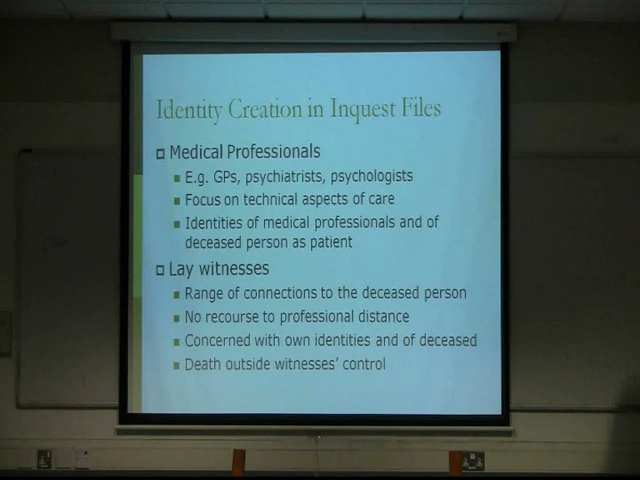 Identity Creation in Inquest Files
Medical Professionals
E.g. GPs, psychiatrists, psychologists
Focus on technical aspects of care
Identities of medical professionals and of
deceased person as patient
Lay witnesses
Range of connections to the deceased person
No recourse to professional distance
Concerned with own identities and of deceased
Death outside witnesses' control